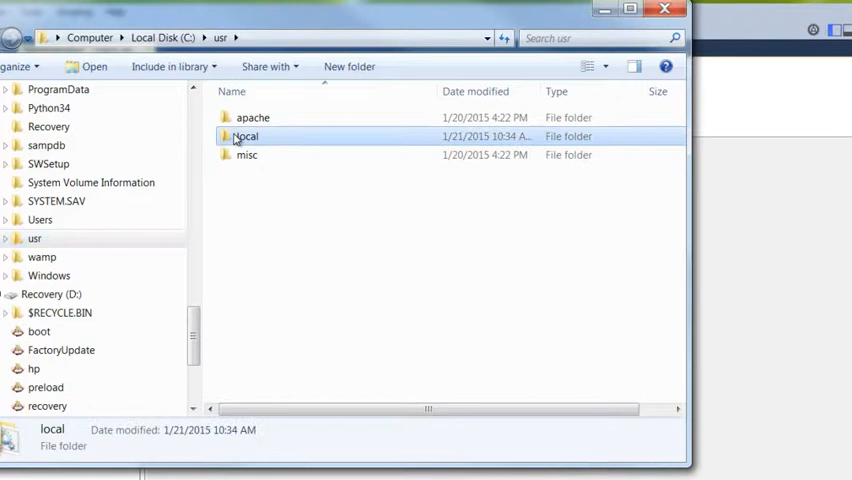 Computer Local Disk (C:) usr Search usr
ganize Open Include in library Share with New folder ?
Name Date modified Type Size
ProgramData
Python34
Recovery
sampdb
SWSetup
System Volume Information
SYSTEM.SAV
Users
usr
wamp
Windows
Recovery (D:)
$RECYCLE.BIN
boot
FactoryUpdate
hp
preload
recovery
apache 1/20/2015 4:22 PM File folder
local 1/21/2015 10:34 A... File folder
misc 1/20/2015 4:22 PM File folder
local Date modified: 1/21/2015 10:34 AM
File folder